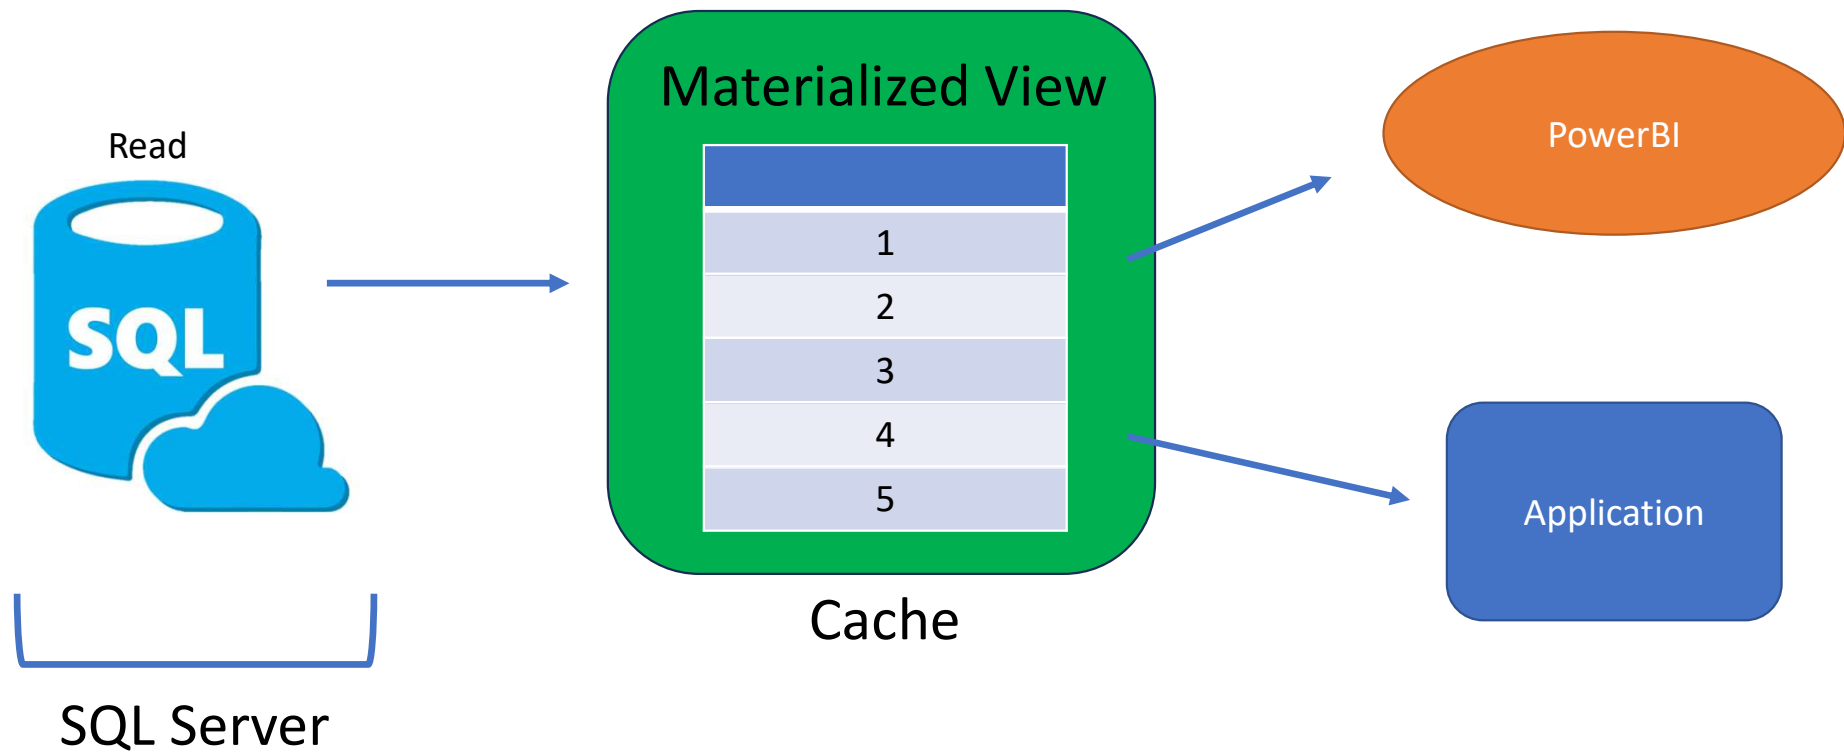 Read
SQL
SQL Server
Materialized View
1
2
3
4
5
Cache
PowerBI
Application